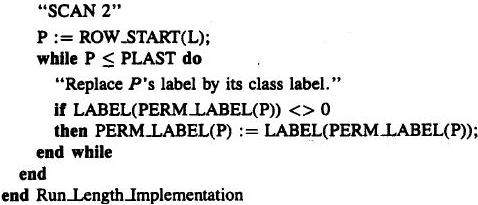 "SCAN 2"
P := ROW_START(L);
while P ≤ PLAST do
"Replace P's label by its class label."
if LABEL(PERM_LABEL(P)) <> 0
then PERM_LABEL(P) := LABEL(PERM_LABEL(P));
end while
end
end Run_Length_Implementation